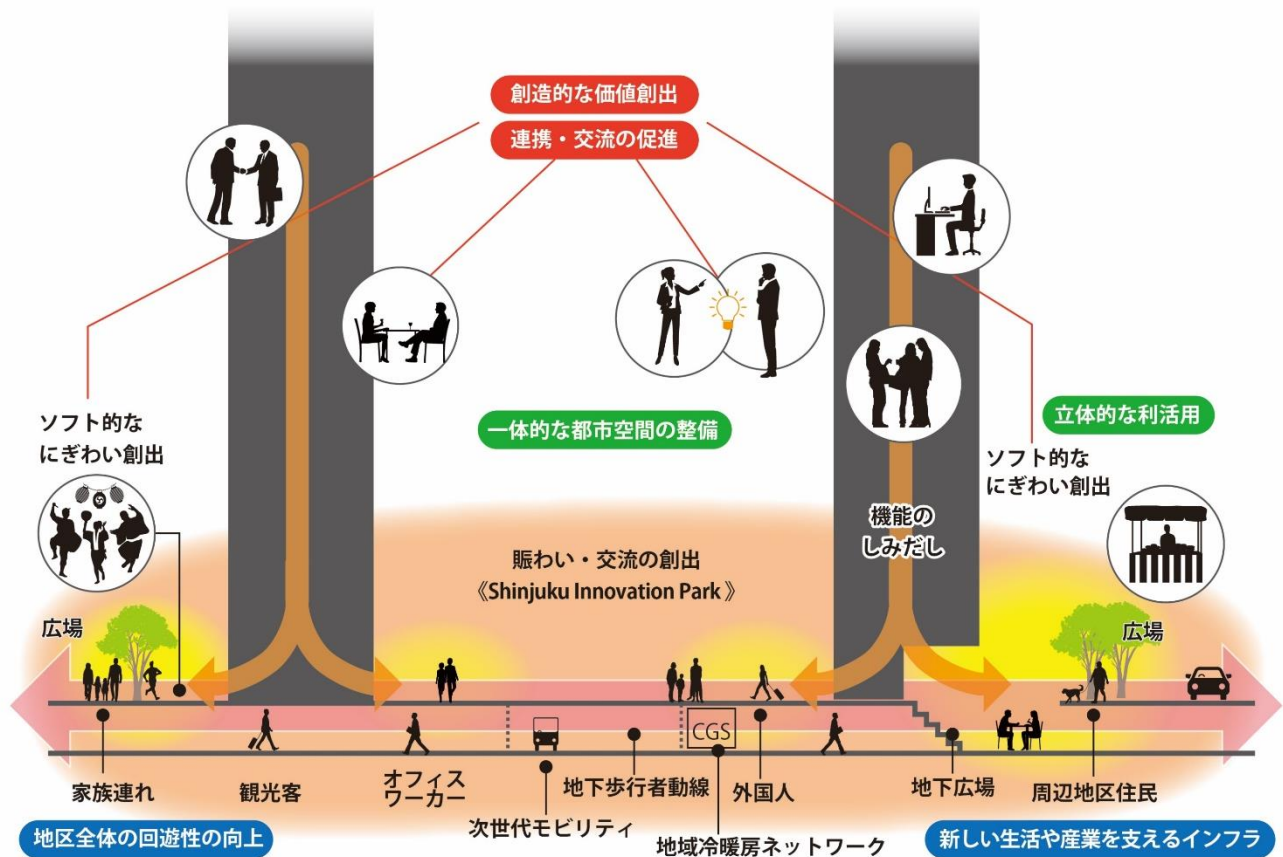 創造的な価値創出
連携・交流の促進
ソフト的な
にぎわい創出
一体的な都市空間の整備
立体的な利活用
ソフト的な
にぎわい創出
機能の
しみだし
賑わい・交流の創出
《Shinjuku Innovation Park》
広場
広場
CGS
家族連れ
観光客
オフィス
ワーカー
次世代モビリティ
地下歩行者動線
地域冷暖房ネットワーク
外国人
地下広場
周辺地区住民
地区全体の回遊性の向上
新しい生活や産業を支えるインフラ